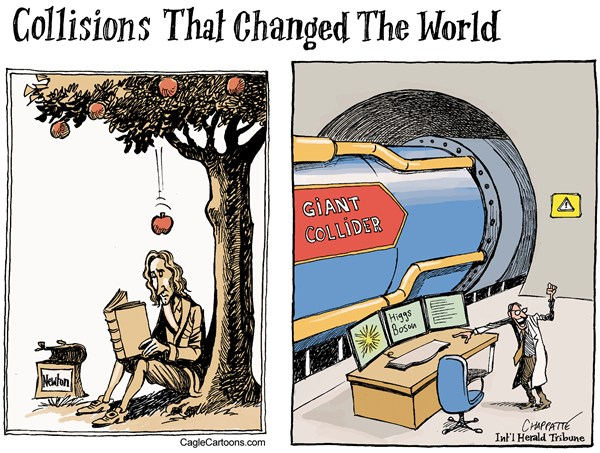 Collisions That Changed The World
Newton
CagleCartoons.com
GIANT
COLLIDER
Higgs
Boson
CHAPPATTE
Int'l Herald Tribune